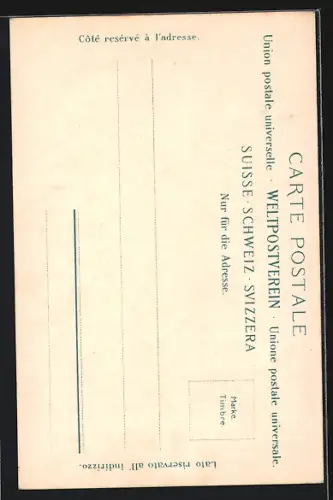 CARTE POSTALE
Union postale universelle · WELTPOSTVEREIN · Unione postale universale.
SUISSE · SCHWEIZ · SVIZZERA
Nur für die Adresse.
Marke
Timbre
Côté reservé à l'adresse.
Lato riservato all' indirizzo.